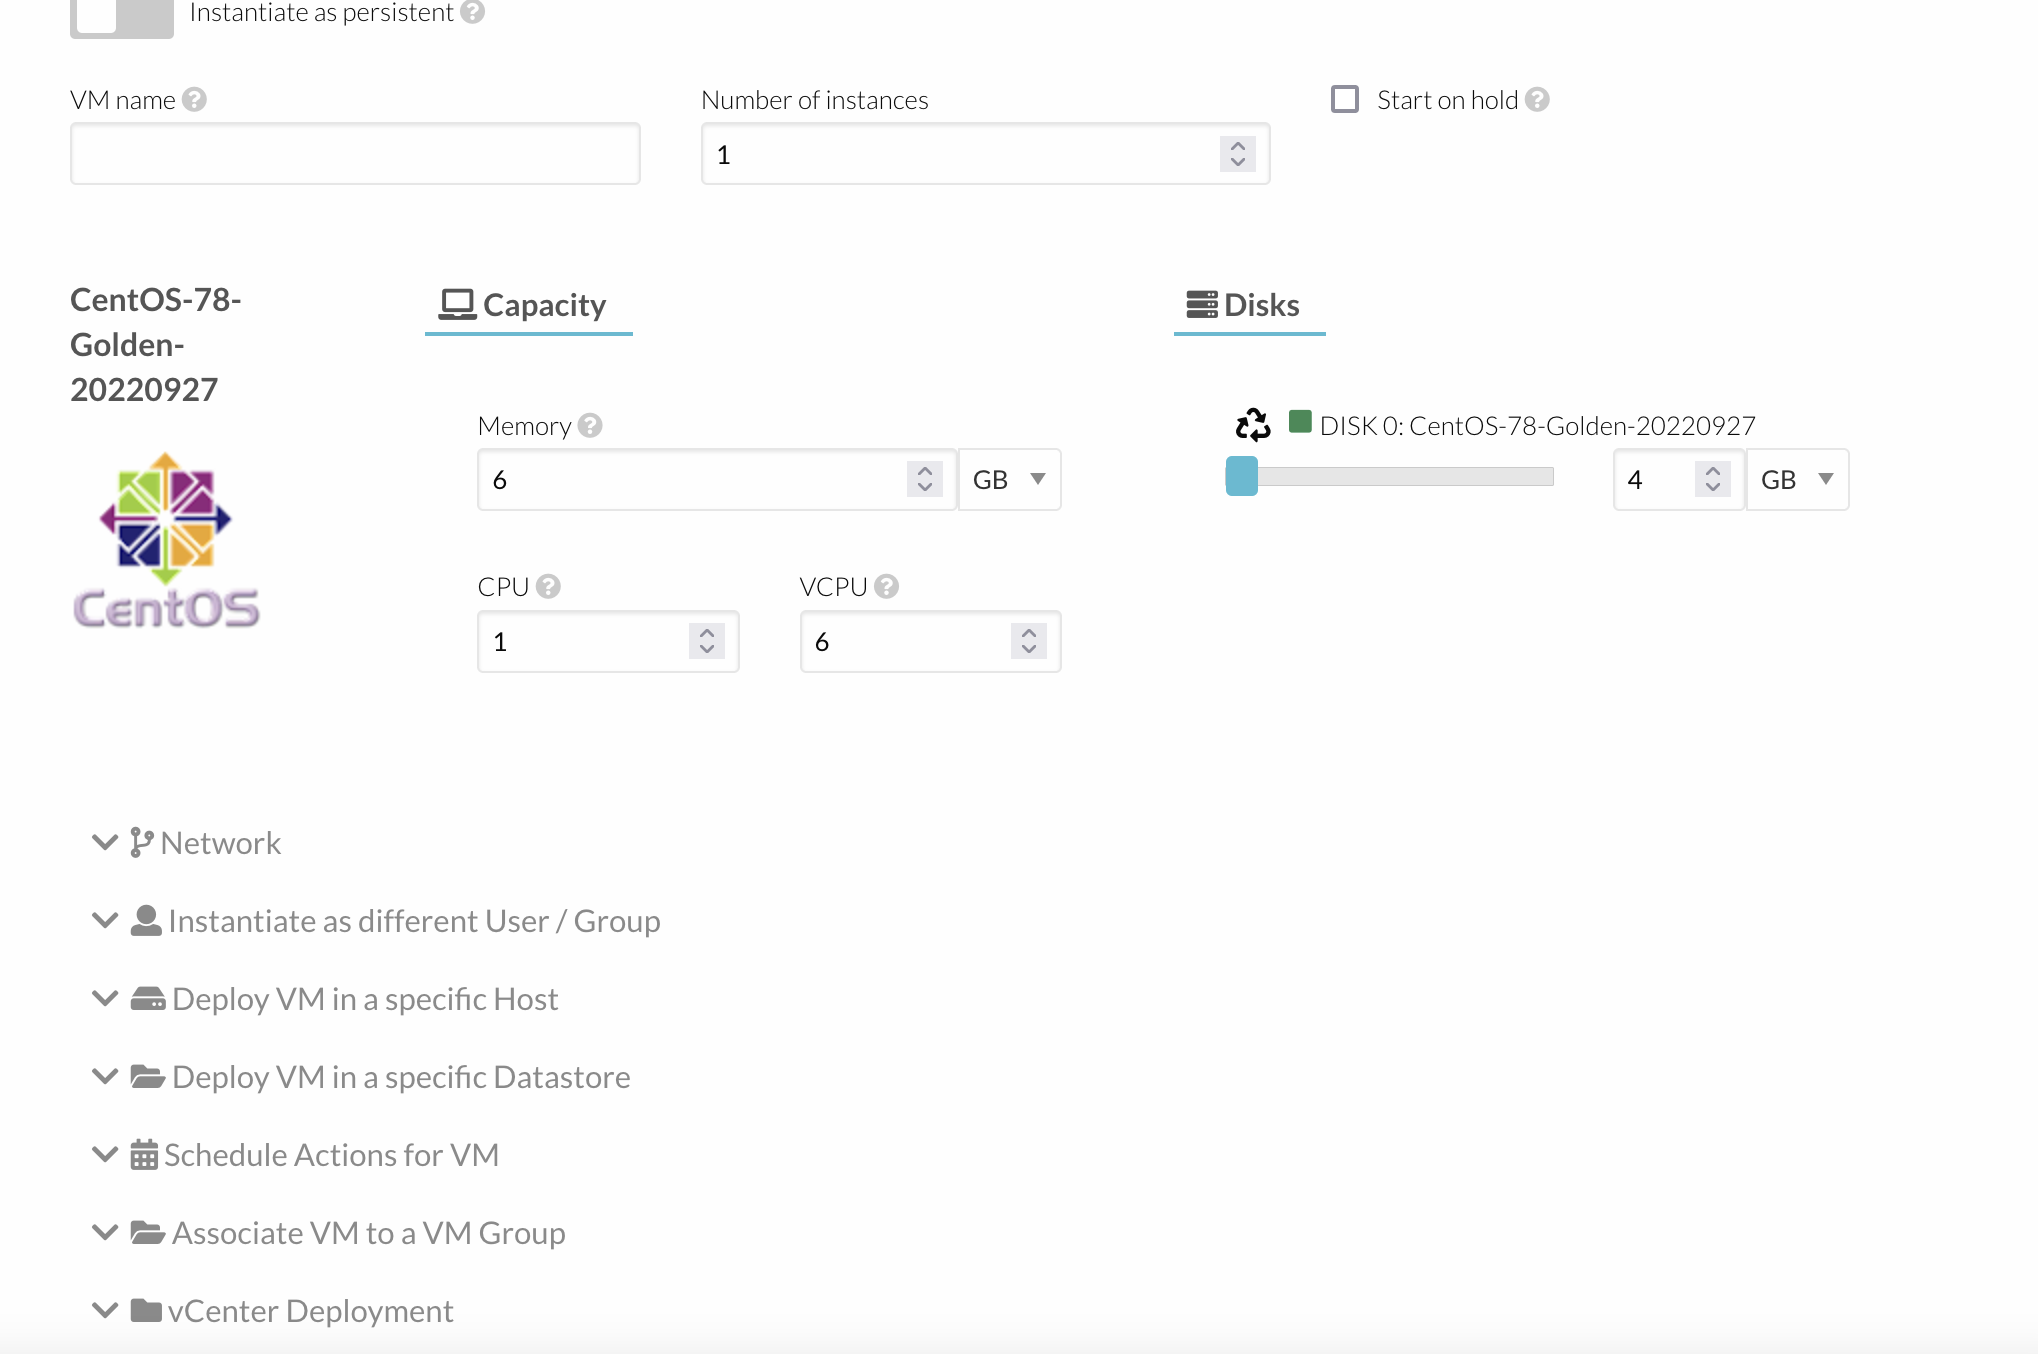 Instantiate as persistent
VM name
Number of instances
Start on hold
1
CentOS-78-
Golden-
20220927
Capacity
Disks
Memory
DISK 0: CentOS-78-Golden-20220927
6
GB
4
GB
CPU
VCPU
CentOS
1
6
Network
Instantiate as different User / Group
Deploy VM in a specific Host
Deploy VM in a specific Datastore
Schedule Actions for VM
Associate VM to a VM Group
vCenter Deployment